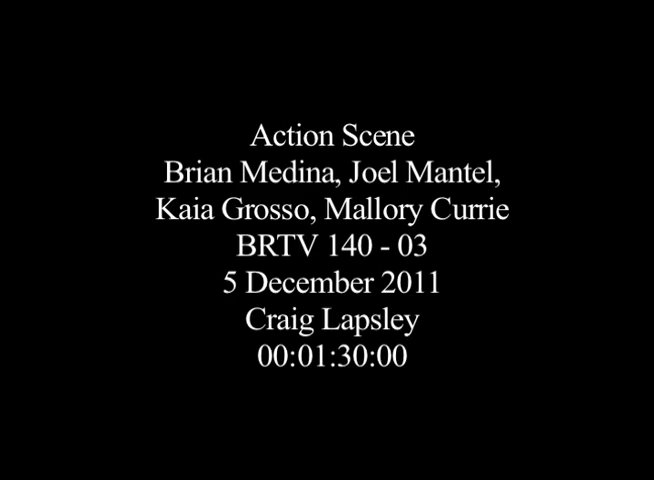 Action Scene
Brian Medina, Joel Mantel,
Kaia Grosso, Mallory Currie
BRTV 140 - 03
5 December 2011
Craig Lapsley
00:01:30:00